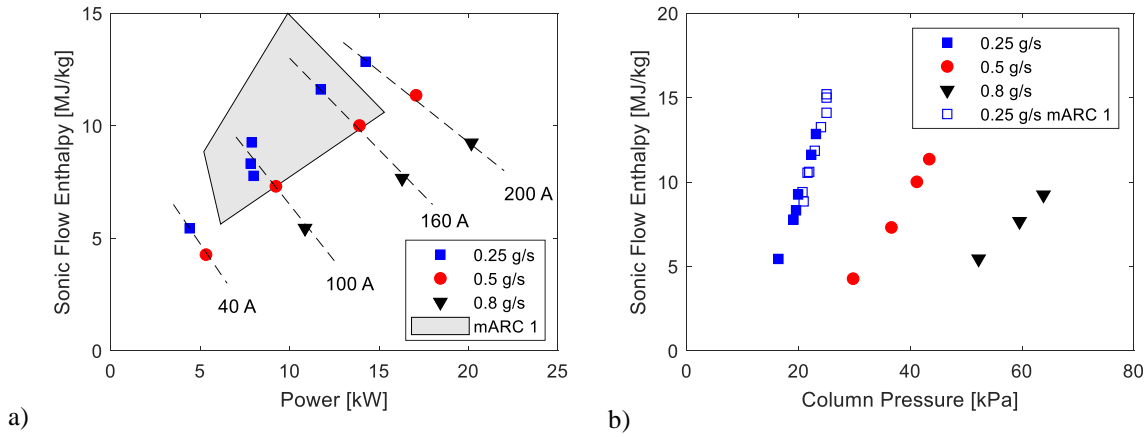 Sonic Flow Enthalpy [MJ/kg]
15
10
5
0
200 A
160 A
100 A
40 A
0.25 g/s
0.5 g/s
0.8 g/s
mARC 1
0 5 10 15 20 25
Power [kW]
a)
Sonic Flow Enthalpy [MJ/kg]
20
15
10
5
0
0.25 g/s
0.5 g/s
0.8 g/s
0.25 g/s mARC 1
0 20 40 60 80
Column Pressure [kPa]
b)